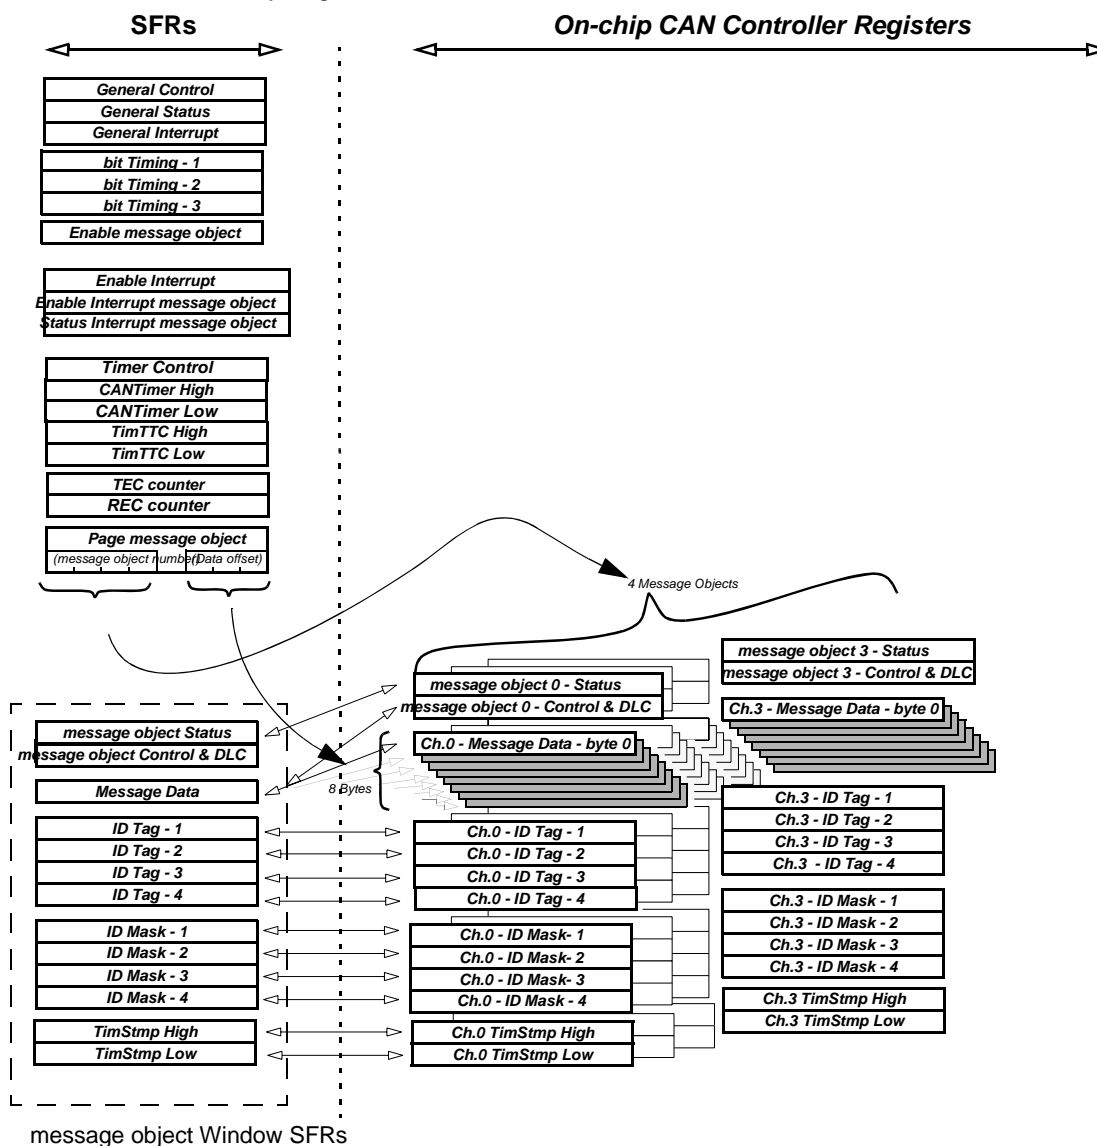 SFRs
On-chip CAN Controller Registers
General Control
General Status
General Interrupt
bit Timing - 1
bit Timing - 2
bit Timing - 3
Enable message object
Enable Interrupt
Enable Interrupt message object
Status Interrupt message object
Timer Control
CANTimer High
CANTimer Low
TimTTC High
TimTTC Low
TEC counter
REC counter
Page message object
(message object number)
(Data offset)
4 Message Objects
message object Status
message object Control & DLC
Message Data
ID Tag - 1
ID Tag - 2
ID Tag - 3
ID Tag - 4
ID Mask - 1
ID Mask - 2
ID Mask - 3
ID Mask - 4
TimStmp High
TimStmp Low
message object 0 - Status
message object 0 - Control & DLC
Ch.0 - Message Data - byte 0
8 Bytes
Ch.0 - ID Tag - 1
Ch.0 - ID Tag - 2
Ch.0 - ID Tag - 3
Ch.0 - ID Tag - 4
Ch.0 - ID Mask- 1
Ch.0 - ID Mask- 2
Ch.0 - ID Mask- 3
Ch.0 - ID Mask - 4
Ch.0 TimStmp High
Ch.0 TimStmp Low
message object 3 - Status
message object 3 - Control & DLC
Ch.3 - Message Data - byte 0
Ch.3 - ID Tag - 1
Ch.3 - ID Tag - 2
Ch.3 - ID Tag - 3
Ch.3 - ID Tag - 4
Ch.3 - ID Mask - 1
Ch.3 - ID Mask - 2
Ch.3 - ID Mask - 3
Ch.3 - ID Mask - 4
Ch.3 TimStmp High
Ch.3 TimStmp Low
message object Window SFRs